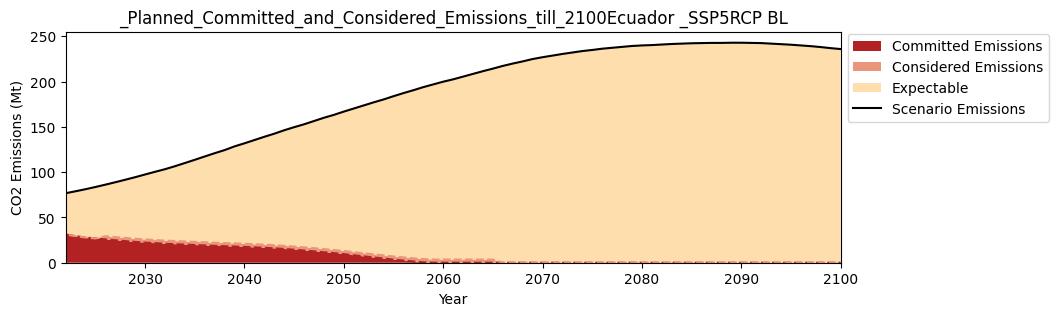 _Planned_Committed_and_Considered_Emissions_till_2100Ecuador _SSP5RCP BL
250
200
150
100
50
0
CO2 Emissions (Mt)
2030 2040 2050 2060 2070 2080 2090 2100
Year
Committed Emissions
Considered Emissions
Expectable
Scenario Emissions